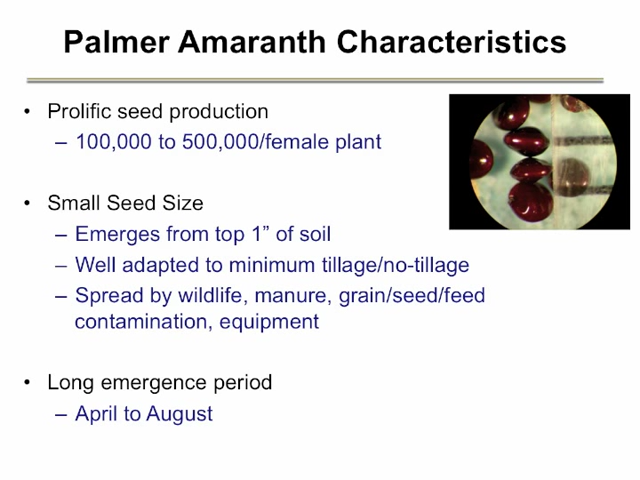 Palmer Amaranth Characteristics
• Prolific seed production
– 100,000 to 500,000/female plant
• Small Seed Size
– Emerges from top 1” of soil
– Well adapted to minimum tillage/no-tillage
– Spread by wildlife, manure, grain/seed/feed
contamination, equipment
• Long emergence period
– April to August